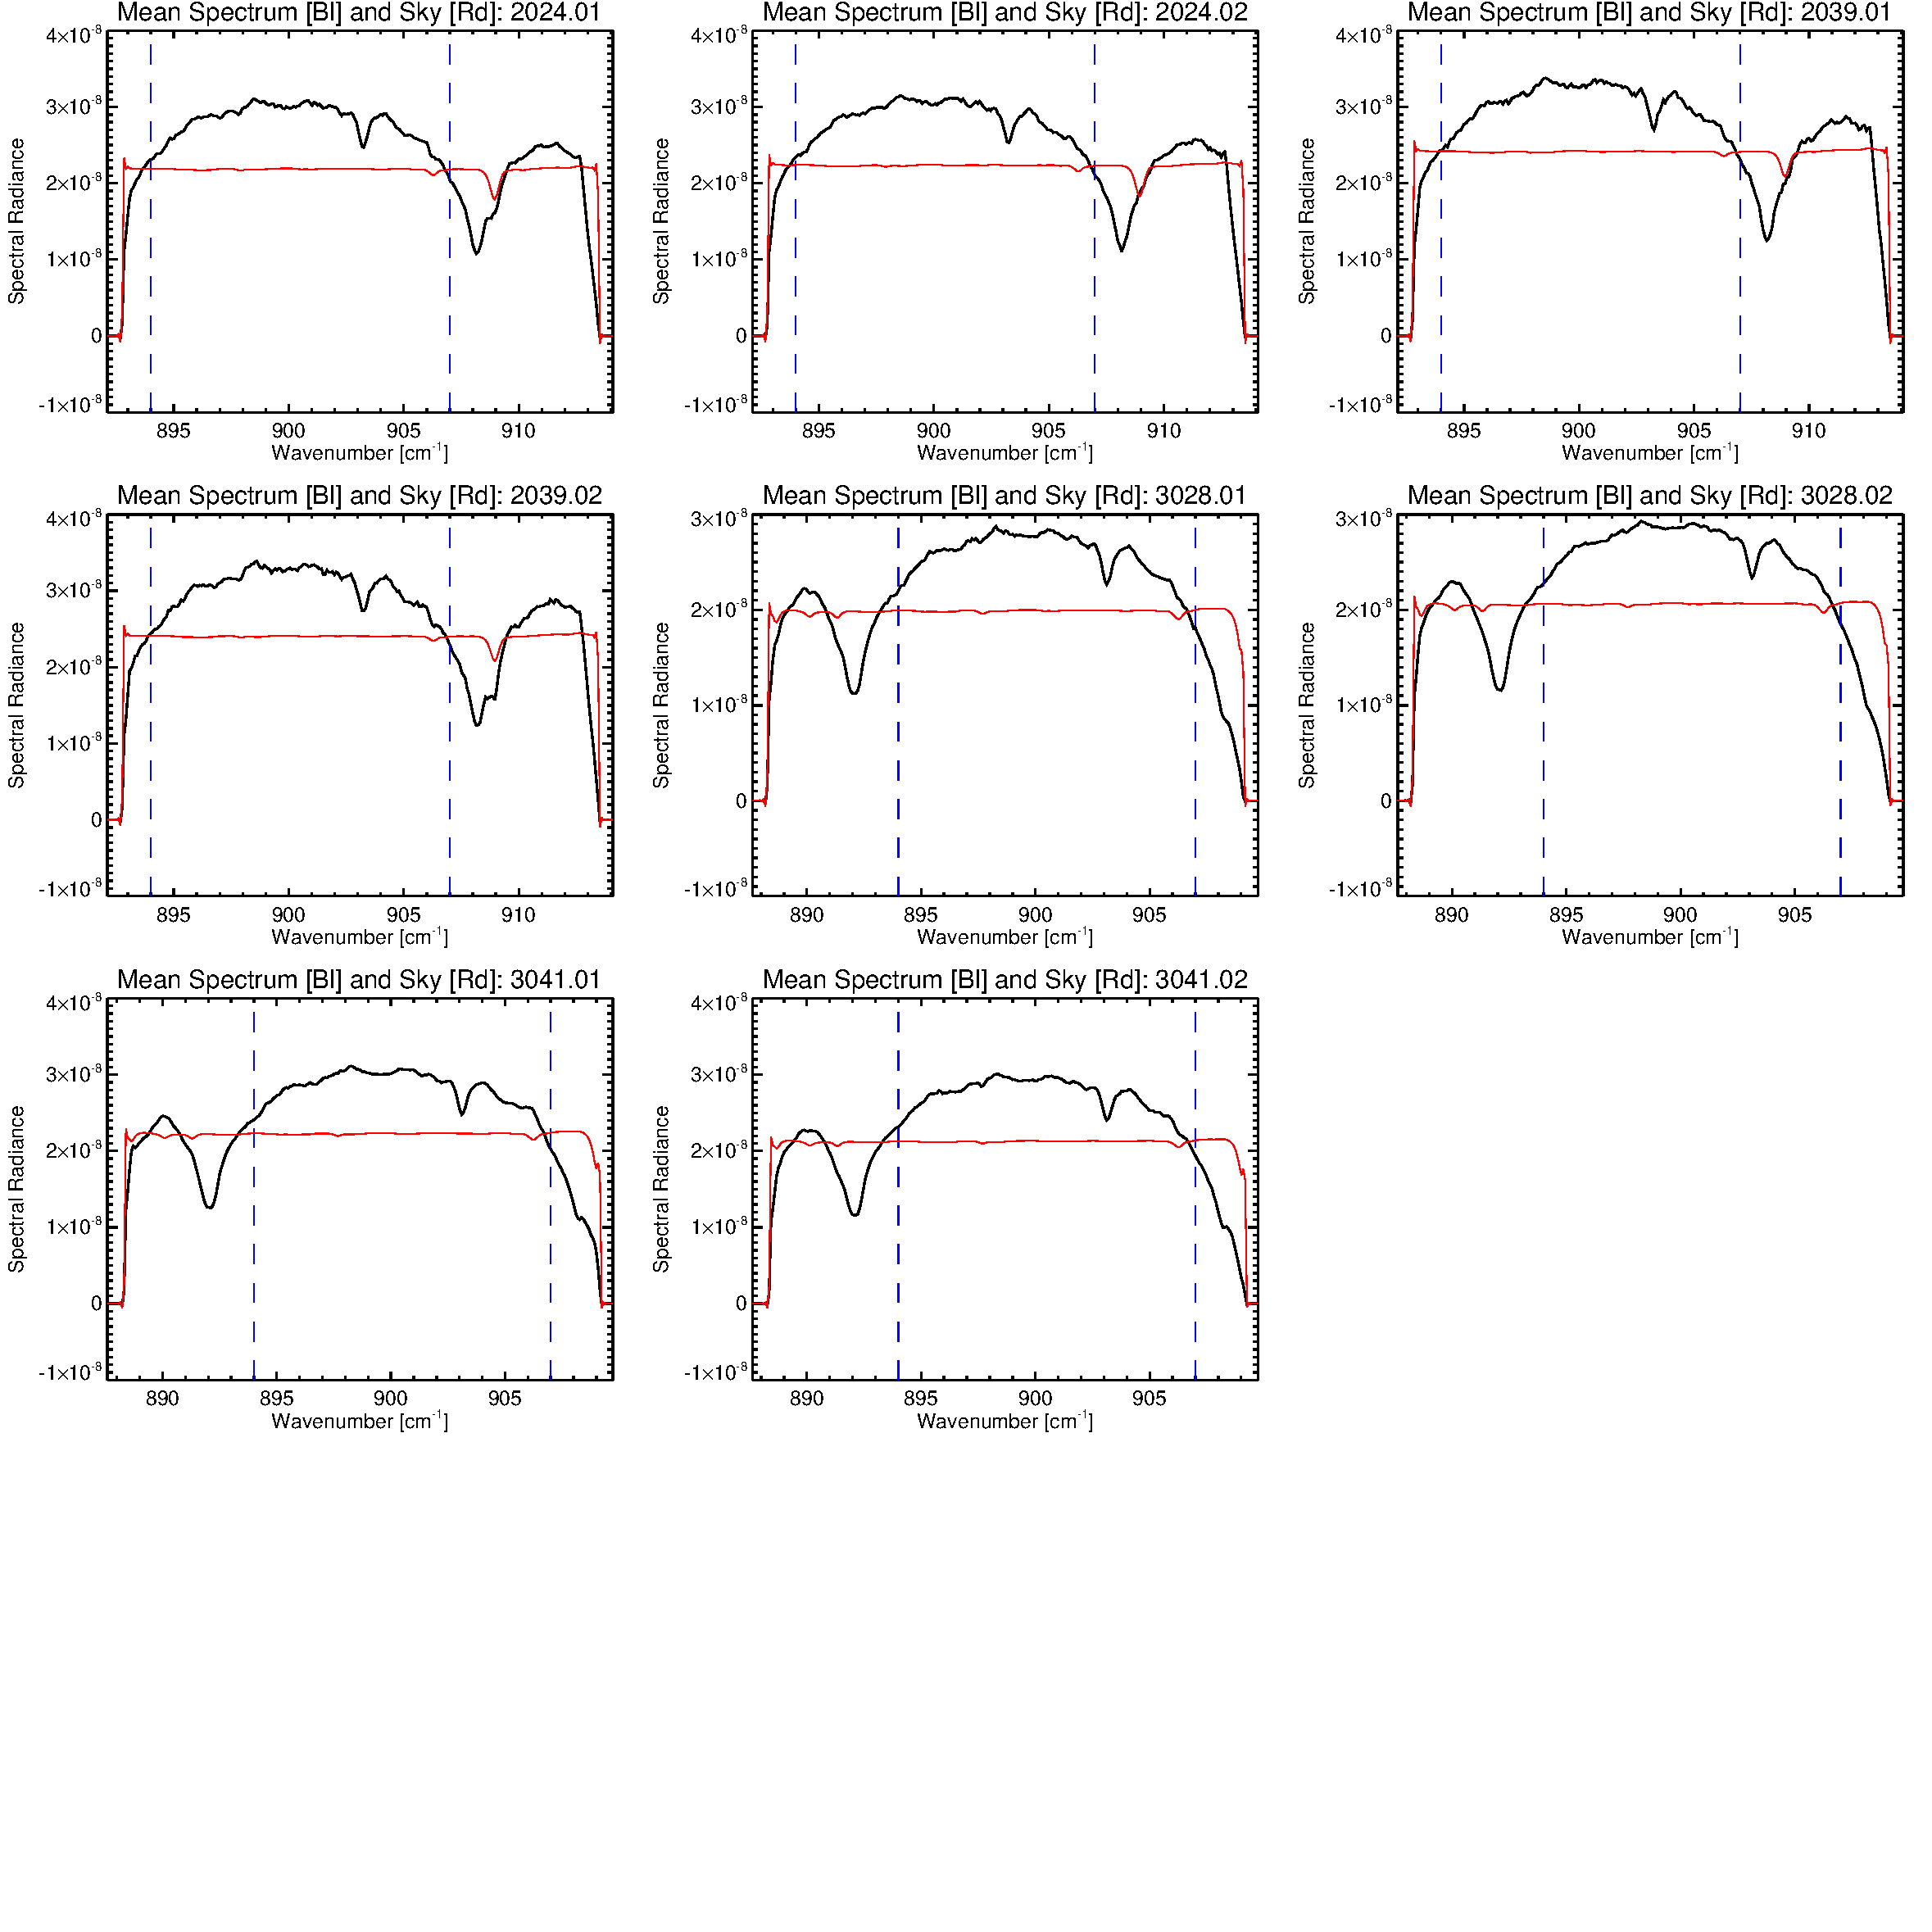 Mean Spectrum [Bl] and Sky [Rd]: 2024.01
4×10⁻⁸
3×10⁻⁸
2×10⁻⁸
1×10⁻⁸
0
-1×10⁻⁸
Spectral Radiance
895 900 905 910
Wavenumber [cm⁻¹]
Mean Spectrum [Bl] and Sky [Rd]: 2024.02
4×10⁻⁸
3×10⁻⁸
2×10⁻⁸
1×10⁻⁸
0
-1×10⁻⁸
Spectral Radiance
895 900 905 910
Wavenumber [cm⁻¹]
Mean Spectrum [Bl] and Sky [Rd]: 2039.01
4×10⁻⁸
3×10⁻⁸
2×10⁻⁸
1×10⁻⁸
0
-1×10⁻⁸
Spectral Radiance
895 900 905 910
Wavenumber [cm⁻¹]
Mean Spectrum [Bl] and Sky [Rd]: 2039.02
4×10⁻⁸
3×10⁻⁸
2×10⁻⁸
1×10⁻⁸
0
-1×10⁻⁸
Spectral Radiance
895 900 905 910
Wavenumber [cm⁻¹]
Mean Spectrum [Bl] and Sky [Rd]: 3028.01
3×10⁻⁸
2×10⁻⁸
1×10⁻⁸
0
-1×10⁻⁸
Spectral Radiance
890 895 900 905
Wavenumber [cm⁻¹]
Mean Spectrum [Bl] and Sky [Rd]: 3028.02
3×10⁻⁸
2×10⁻⁸
1×10⁻⁸
0
-1×10⁻⁸
Spectral Radiance
890 895 900 905
Wavenumber [cm⁻¹]
Mean Spectrum [Bl] and Sky [Rd]: 3041.01
4×10⁻⁸
3×10⁻⁸
2×10⁻⁸
1×10⁻⁸
0
-1×10⁻⁸
Spectral Radiance
890 895 900 905
Wavenumber [cm⁻¹]
Mean Spectrum [Bl] and Sky [Rd]: 3041.02
4×10⁻⁸
3×10⁻⁸
2×10⁻⁸
1×10⁻⁸
0
-1×10⁻⁸
Spectral Radiance
890 895 900 905
Wavenumber [cm⁻¹]